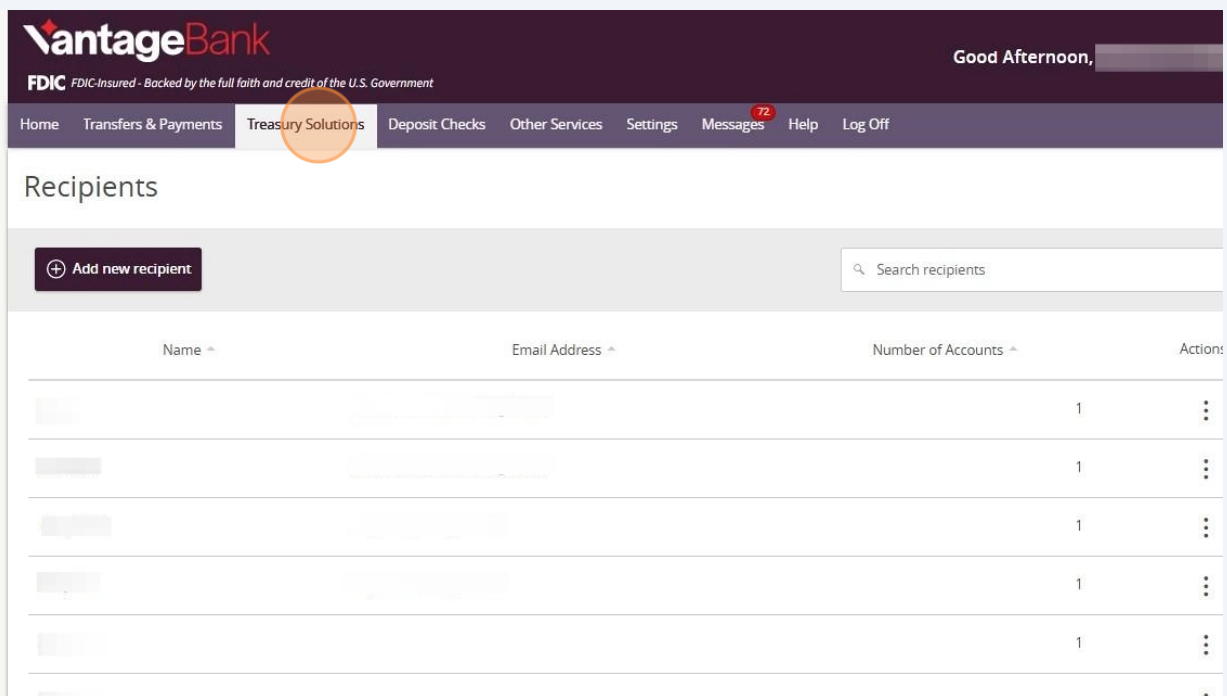 VantageBank
FDIC FDIC-Insured - Backed by the full faith and credit of the U.S. Government
Good Afternoon,
Home Transfers & Payments Treasury Solutions Deposit Checks Other Services Settings Messages 72 Help Log Off
Recipients
Add new recipient
Search recipients
Name Email Address Number of Accounts Actions
1
1
1
1
1